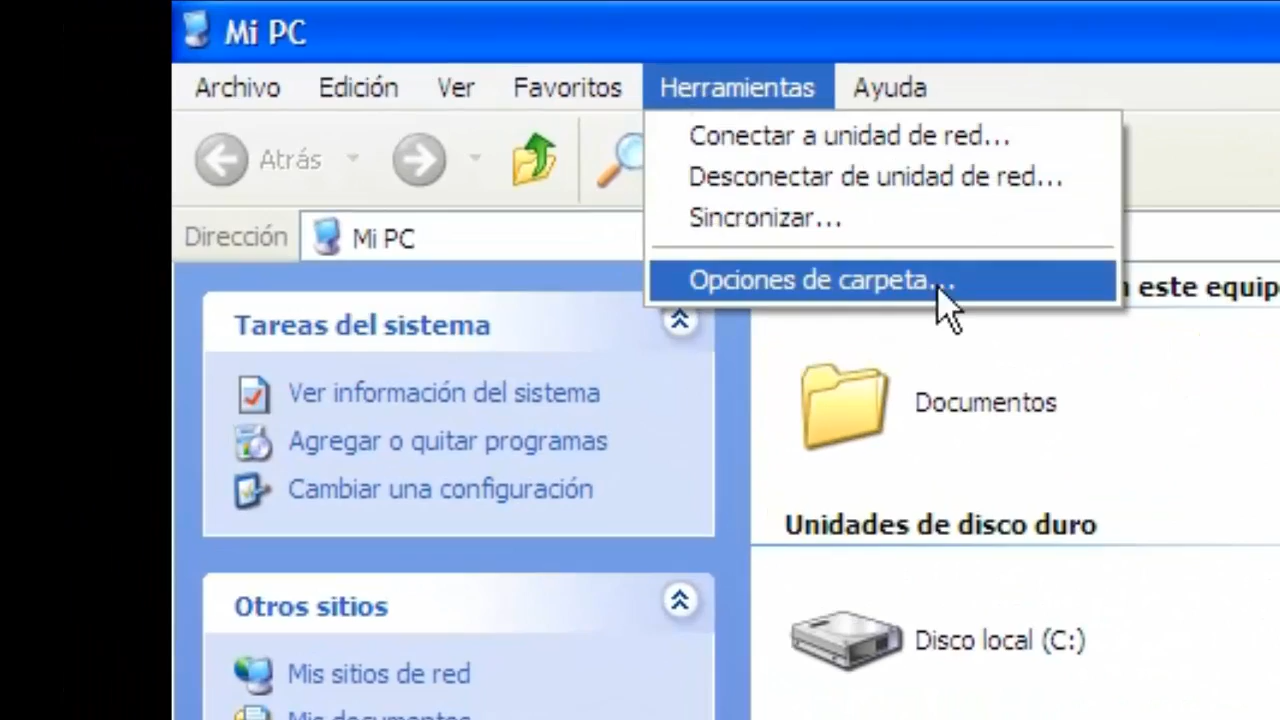 Mi PC
Archivo Edición Ver Favoritos Herramientas Ayuda
Atrás
Conectar a unidad de red...
Desconectar de unidad de red...
Sincronizar...
Opciones de carpeta...
Dirección Mi PC
este equip
Tareas del sistema
Ver información del sistema
Agregar o quitar programas
Cambiar una configuración
Documentos
Unidades de disco duro
Disco local (C:)
Otros sitios
Mis sitios de red
Mis documentos